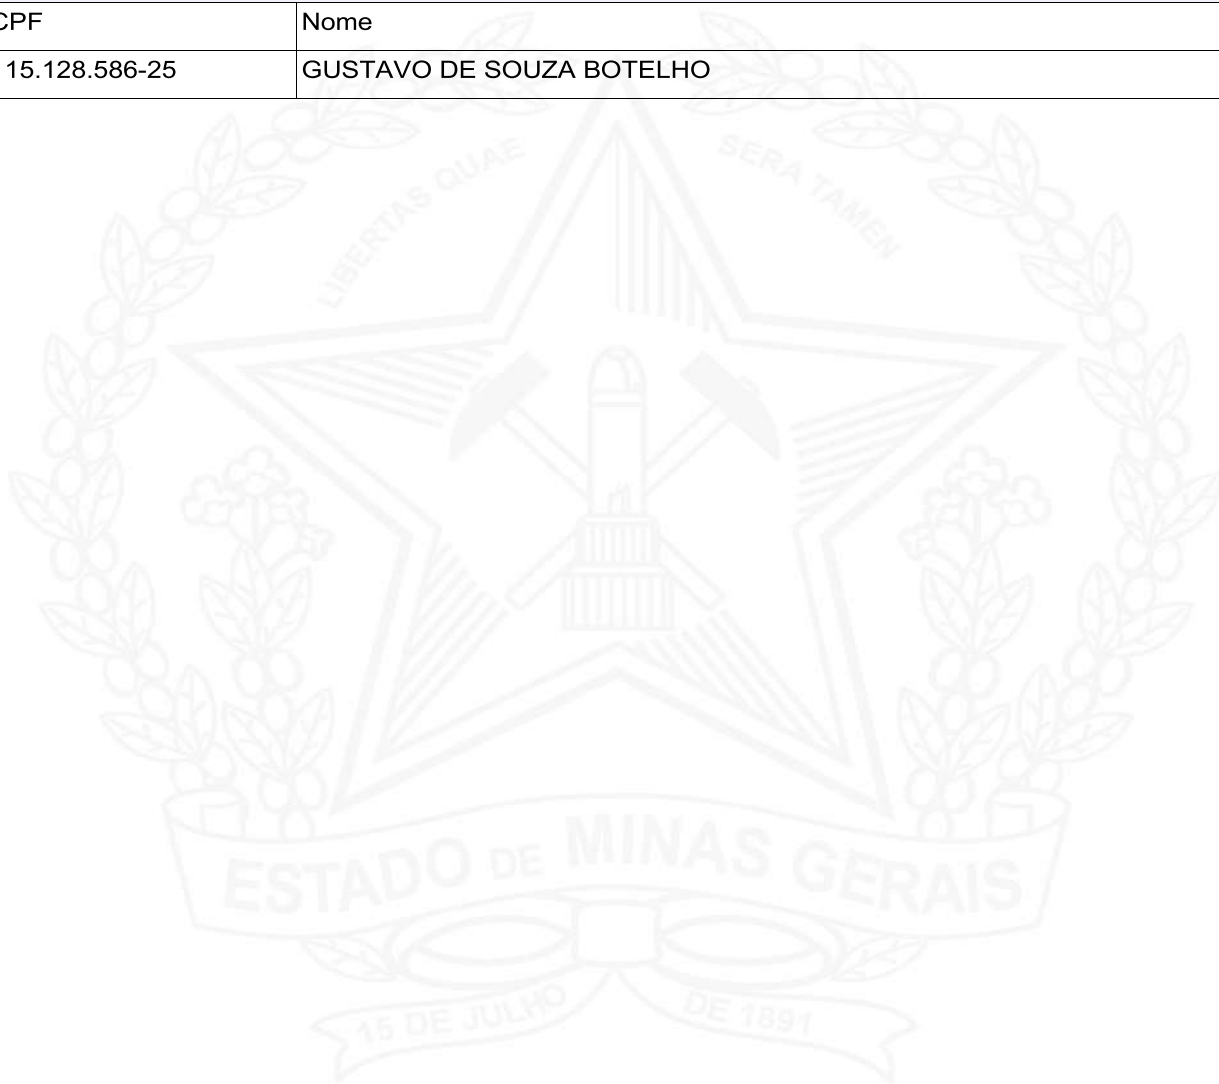 CPF
Nome
15.128.586-25
GUSTAVO DE SOUZA BOTELHO
LIBERTAS QUAE SERA TAMEN
ESTADO DE MINAS GERAIS
15 DE JULHO DE 1891